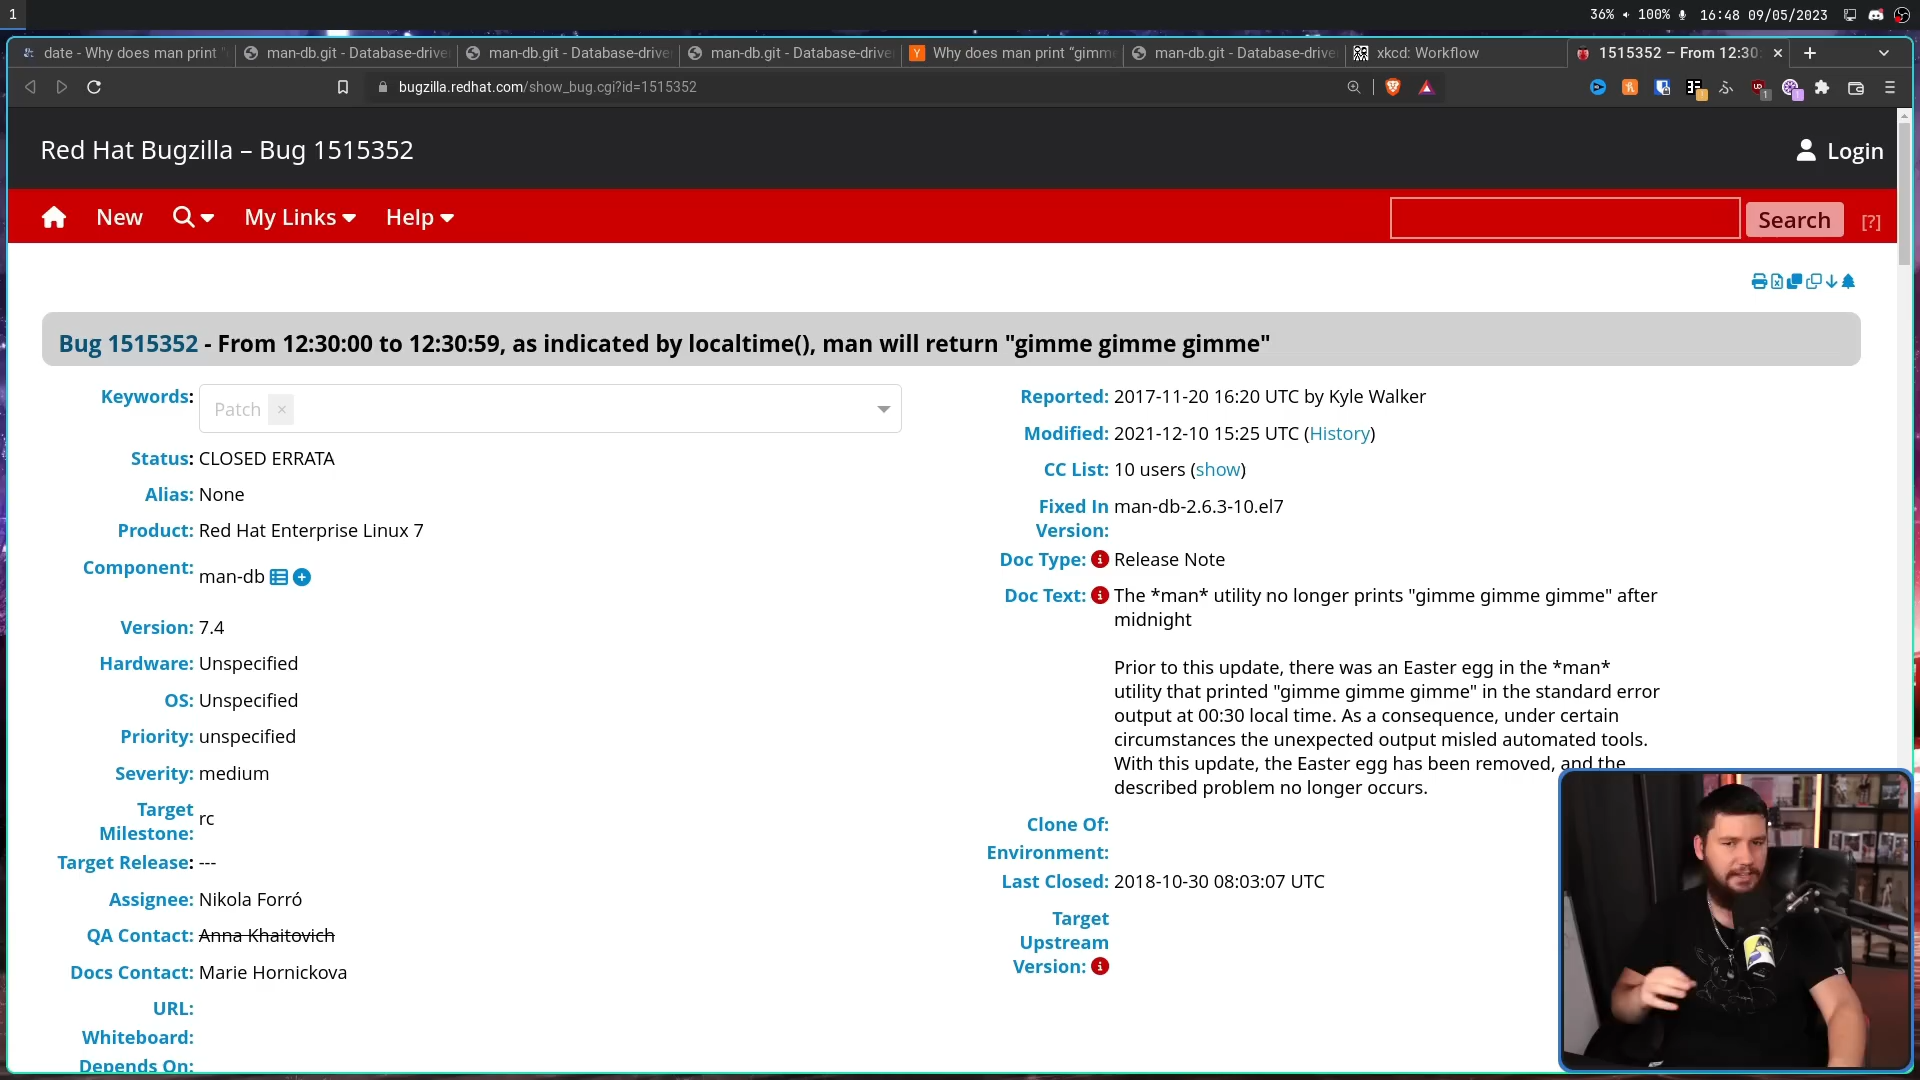 1
36% 100% 16:48 09/05/2023
date - Why does man print "
man-db.git - Database-drive
man-db.git - Database-drive
man-db.git - Database-drive
Why does man print “gimme
man-db.git - Database-drive
xkcd: Workflow
1515352 – From 12:30:
bugzilla.redhat.com/show_bug.cgi?id=1515352
Red Hat Bugzilla – Bug 1515352
Login
New
My Links
Help
Search
[?]
Bug 1515352 - From 12:30:00 to 12:30:59, as indicated by localtime(), man will return "gimme gimme gimme"
Keywords: Patch ×
Status: CLOSED ERRATA
Alias: None
Product: Red Hat Enterprise Linux 7
Component: man-db
Version: 7.4
Hardware: Unspecified
OS: Unspecified
Priority: unspecified
Severity: medium
Target
Milestone: rc
Target Release: ---
Assignee: Nikola Forró
QA Contact: Anna Khaitovich
Docs Contact: Marie Hornickova
URL:
Whiteboard:
Depends On:
Reported: 2017-11-20 16:20 UTC by Kyle Walker
Modified: 2021-12-10 15:25 UTC (History)
CC List: 10 users (show)
Fixed In man-db-2.6.3-10.el7
Version:
Doc Type: Release Note
Doc Text: The *man* utility no longer prints "gimme gimme gimme" after
midnight
Prior to this update, there was an Easter egg in the *man*
utility that printed "gimme gimme gimme" in the standard error
output at 00:30 local time. As a consequence, under certain
circumstances the unexpected output misled automated tools.
With this update, the Easter egg has been removed, and the
described problem no longer occurs.
Clone Of:
Environment:
Last Closed: 2018-10-30 08:03:07 UTC
Target
Upstream
Version: